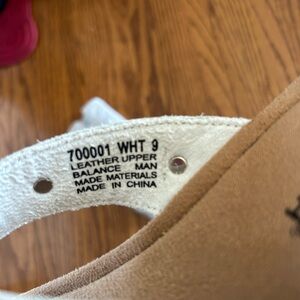 700001 WHT 9
LEATHER UPPER
BALANCE MAN
MADE MATERIALS
MADE IN CHINA